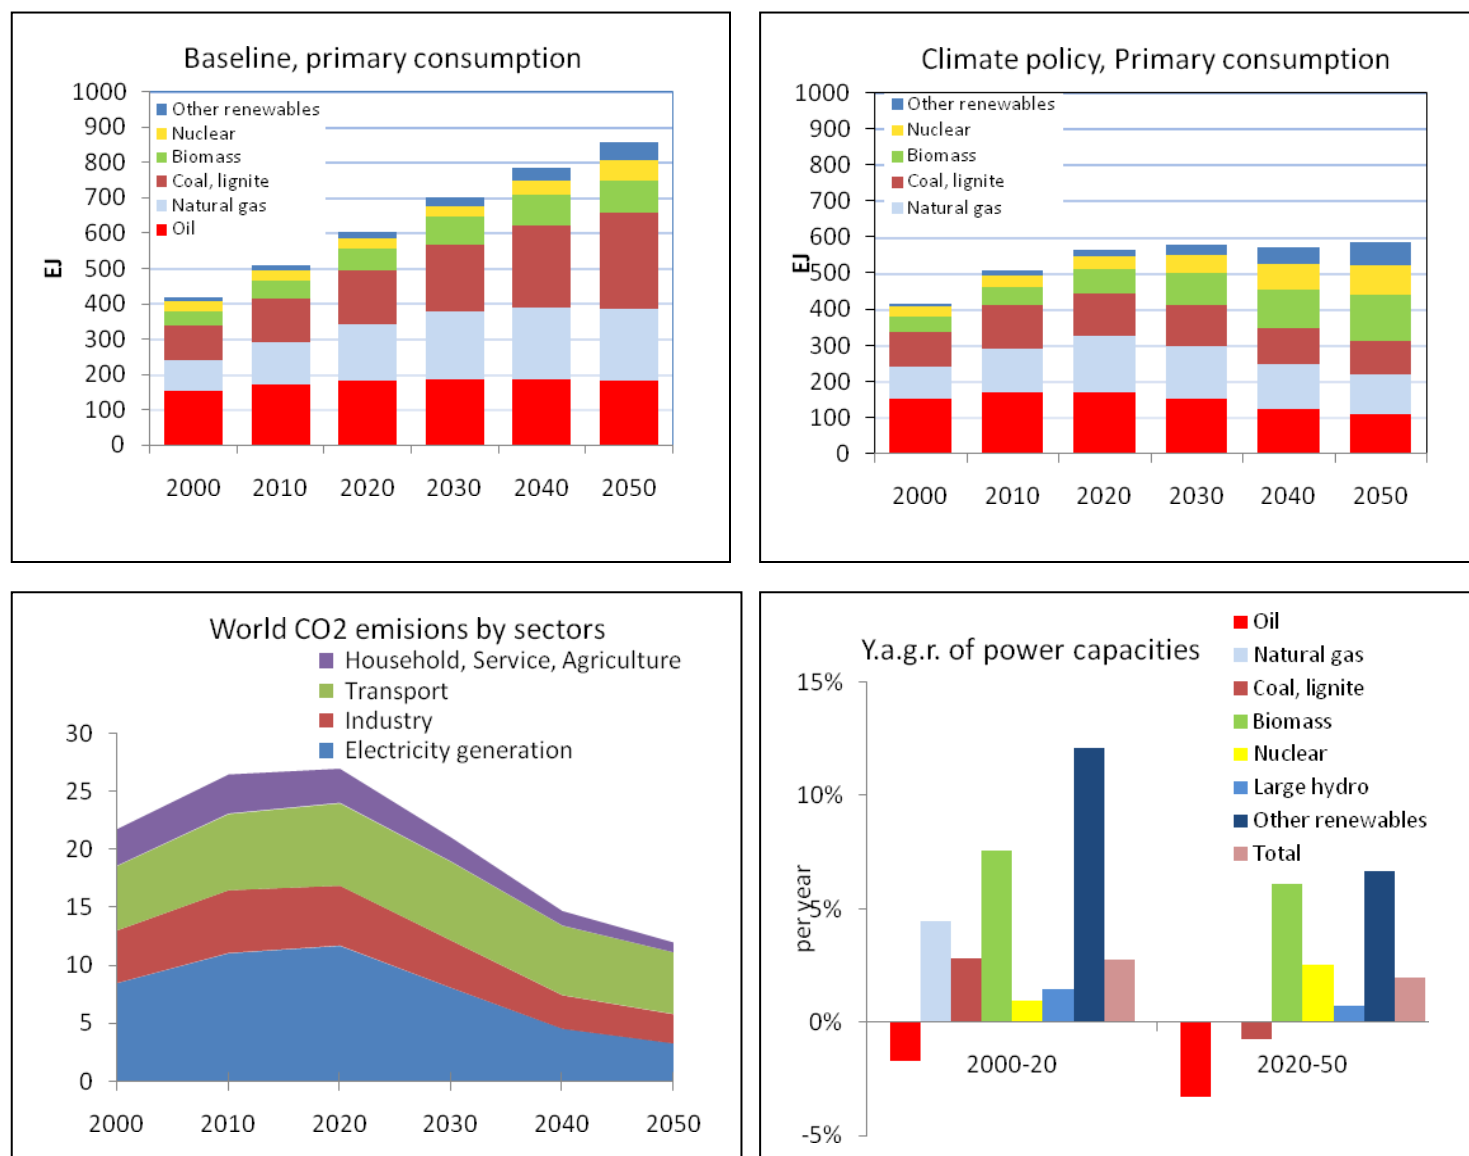 Baseline, primary consumption
1000
900
800
700
600
500
400
300
200
100
0
EJ
Other renewables
Nuclear
Biomass
Coal, lignite
Natural gas
Oil
2000 2010 2020 2030 2040 2050
Climate policy, Primary consumption
1000
900
800
700
600
500
400
300
200
100
0
EJ
Other renewables
Nuclear
Biomass
Coal, lignite
Natural gas
2000 2010 2020 2030 2040 2050
World CO2 emisions by sectors
Household, Service, Agriculture
Transport
Industry
Electricity generation
30
25
20
15
10
5
0
2000 2010 2020 2030 2040 2050
Y.a.g.r. of power capacities
Oil
Natural gas
Coal, lignite
Biomass
Nuclear
Large hydro
Other renewables
Total
15%
10%
5%
0%
-5%
per year
2000-20 2020-50